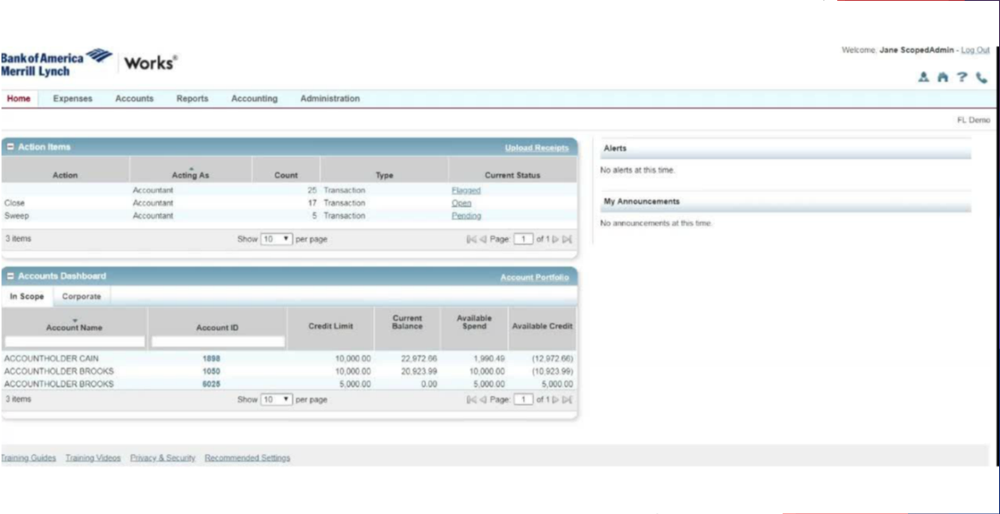 Bank of America
Merrill Lynch
Works®
Welcome, Jane ScopedAdmin - Log Out
Home Expenses Accounts Reports Accounting Administration
FL Demo
Action Items Upload Receipts
Action Acting As Count Type Current Status
Accountant 25 Transaction Flagged
Close Accountant 17 Transaction Open
Sweep Accountant 5 Transaction Pending
3 items Show 10 per page Page: 1 of 1
Alerts
No alerts at this time.
My Announcements
No announcements at this time.
Accounts Dashboard Account Portfolio
In Scope Corporate
Account Name Account ID Credit Limit Current Balance Available Spend Available Credit
ACCOUNTHOLDER CAIN 1898 10,000.00 22,972.66 1,990.49 (12,972.66)
ACCOUNTHOLDER BROOKS 1050 10,000.00 20,923.99 10,000.00 (10,923.99)
ACCOUNTHOLDER BROOKS 6025 5,000.00 0.00 5,000.00 5,000.00
3 items Show 10 per page Page: 1 of 1
Training Guides Training Videos Privacy & Security Recommended Settings